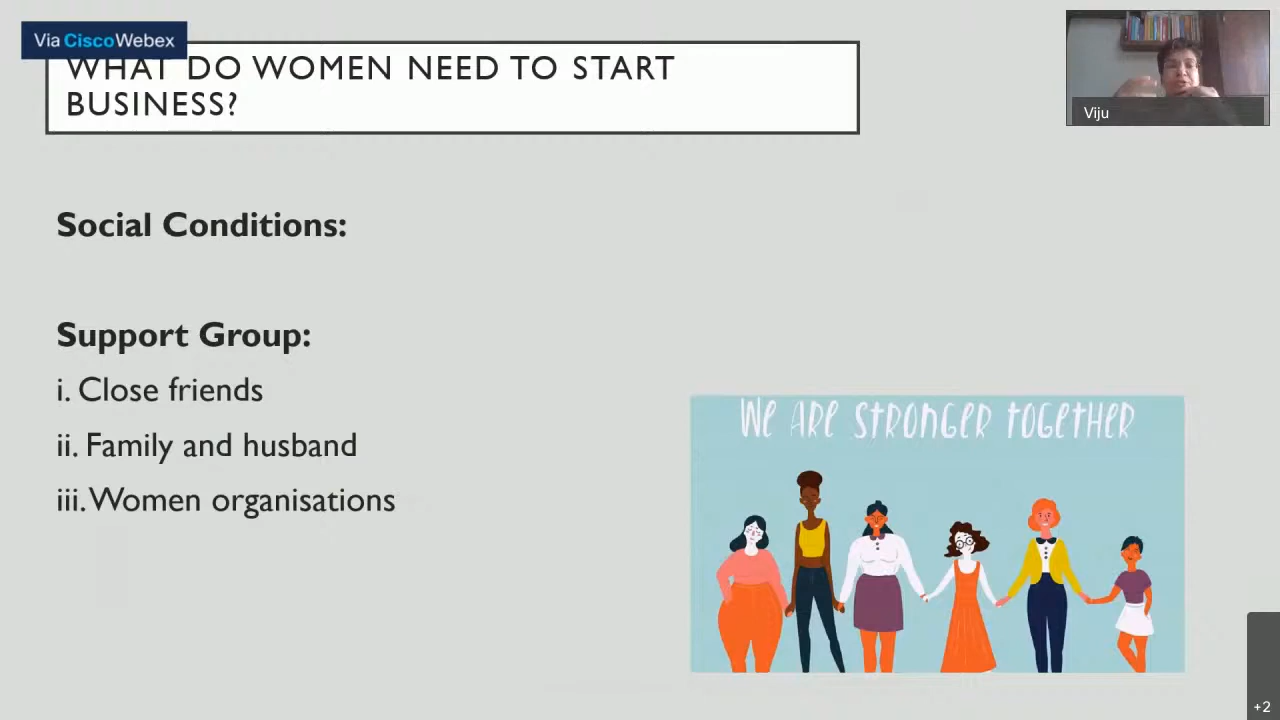 Via CiscoWebex
WHAT DO WOMEN NEED TO START
BUSINESS?
Viju
Social Conditions:
Support Group:
i. Close friends
ii. Family and husband
iii. Women organisations
WE ARE STRONGER TOGETHER
+2